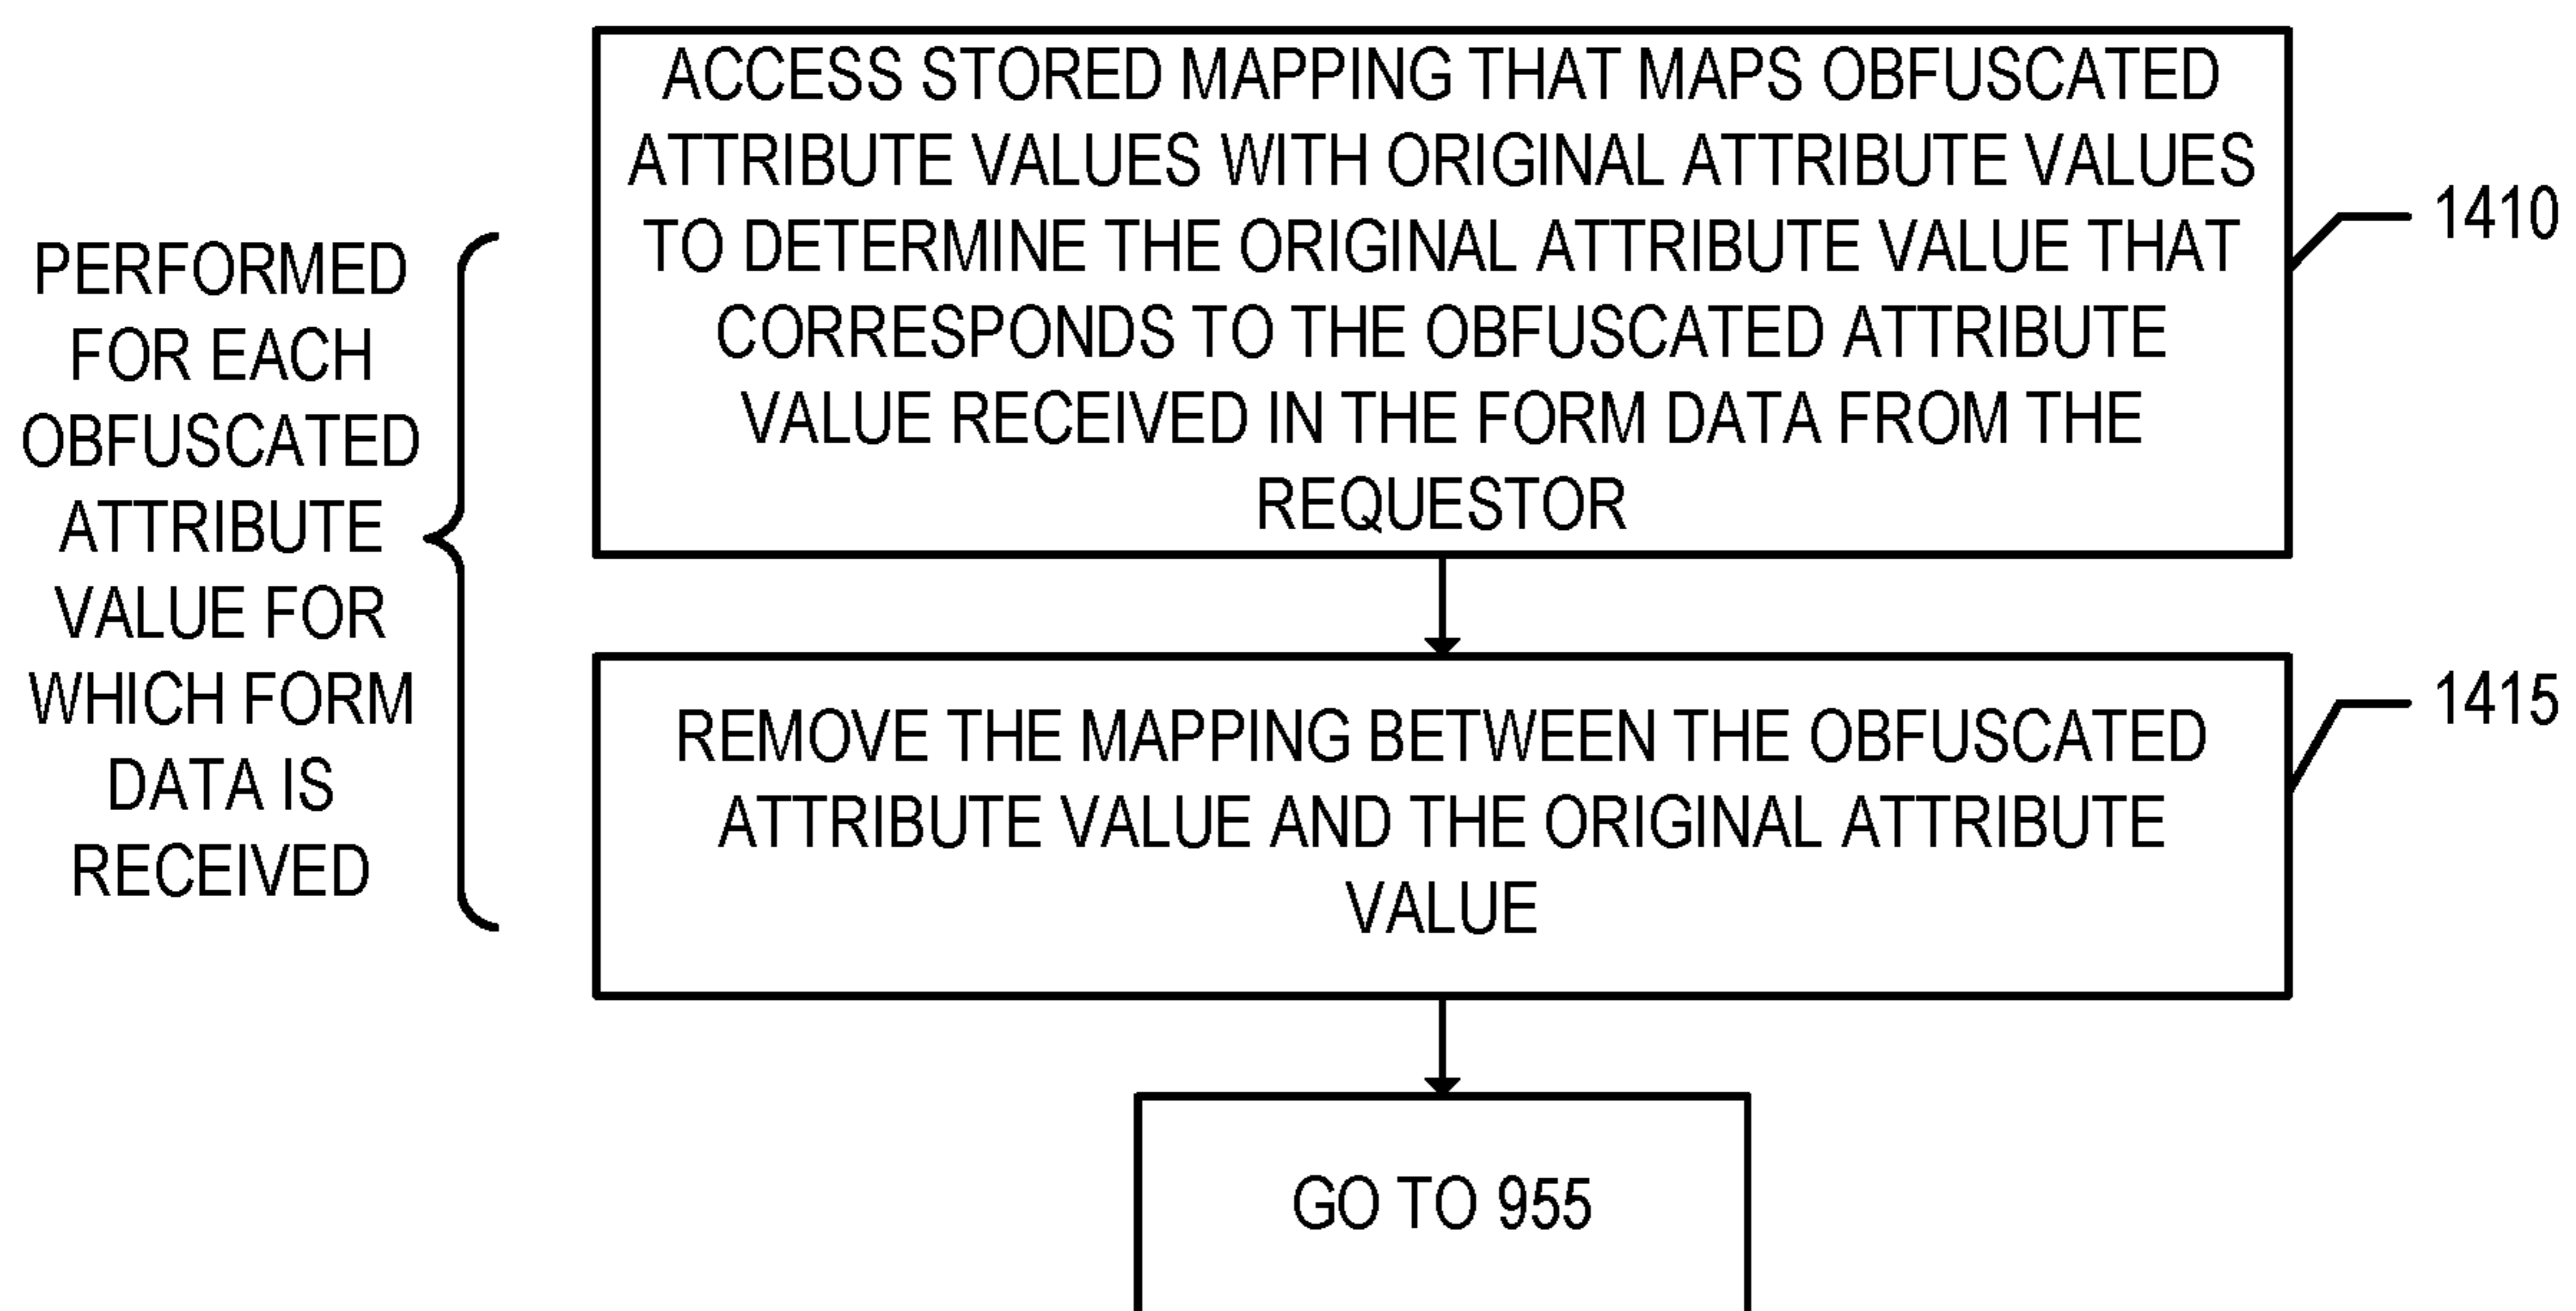 PERFORMED
FOR EACH
OBFUSCATED
ATTRIBUTE
VALUE FOR
WHICH FORM
DATA IS
RECEIVED
ACCESS STORED MAPPING THAT MAPS OBFUSCATED
ATTRIBUTE VALUES WITH ORIGINAL ATTRIBUTE VALUES
TO DETERMINE THE ORIGINAL ATTRIBUTE VALUE THAT
CORRESPONDS TO THE OBFUSCATED ATTRIBUTE
VALUE RECEIVED IN THE FORM DATA FROM THE
REQUESTOR
1410
REMOVE THE MAPPING BETWEEN THE OBFUSCATED
ATTRIBUTE VALUE AND THE ORIGINAL ATTRIBUTE
VALUE
1415
GO TO 955